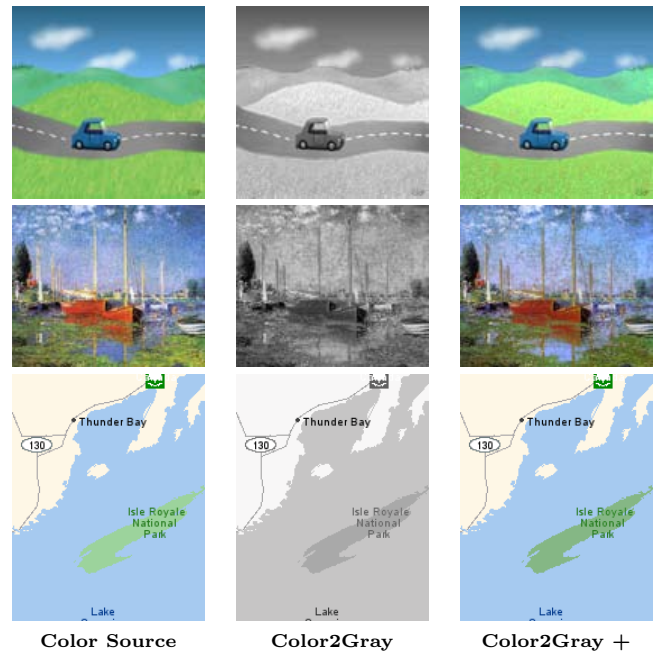 Thunder Bay
130
Isle Royale
National
Park
Lake
Thunder Bay
130
Isle Royale
National
Park
Lake
Thunder Bay
130
Isle Royale
National
Park
Lake
Color Source
Color2Gray
Color2Gray +